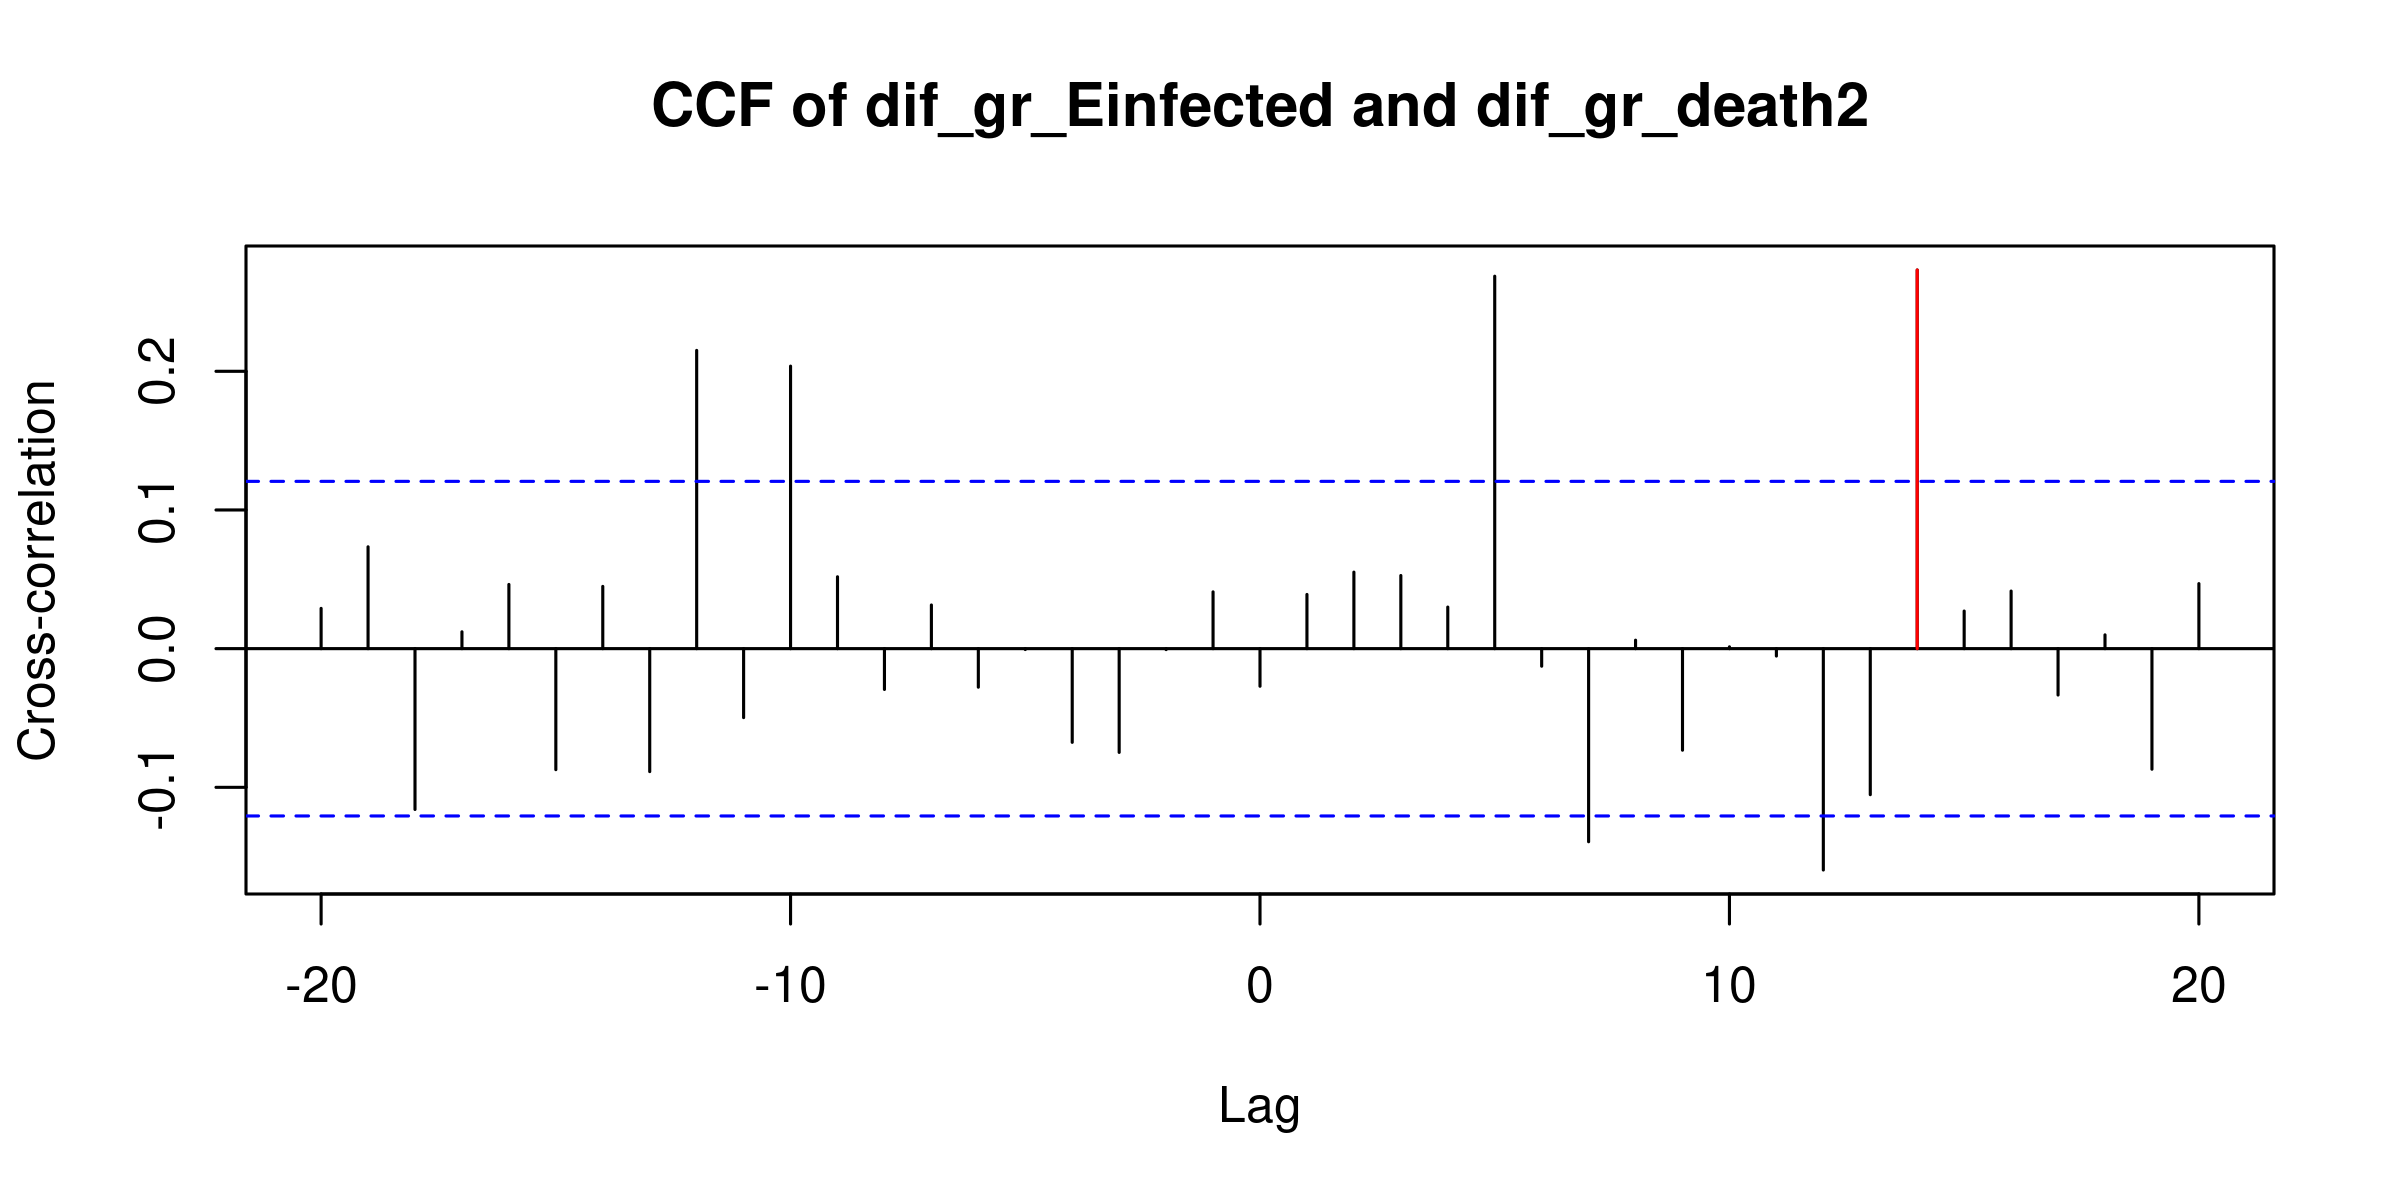 CCF of dif_gr_Einfected and dif_gr_death2
Cross-correlation
0.2
0.1
0.0
-0.1
-20 -10 0 10 20
Lag